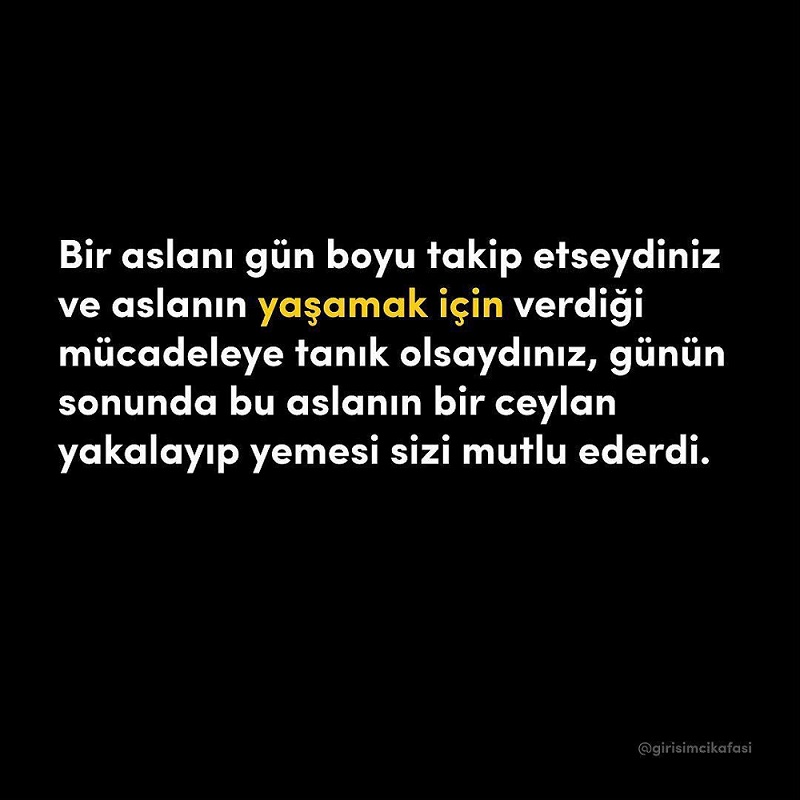 Bir aslanı gün boyu takip etseydiniz
ve aslanın yaşamak için verdiği
mücadeleye tanık olsaydınız, günün
sonunda bu aslanın bir ceylan
yakalayıp yemesi sizi mutlu ederdi.
@girisimcikafasi